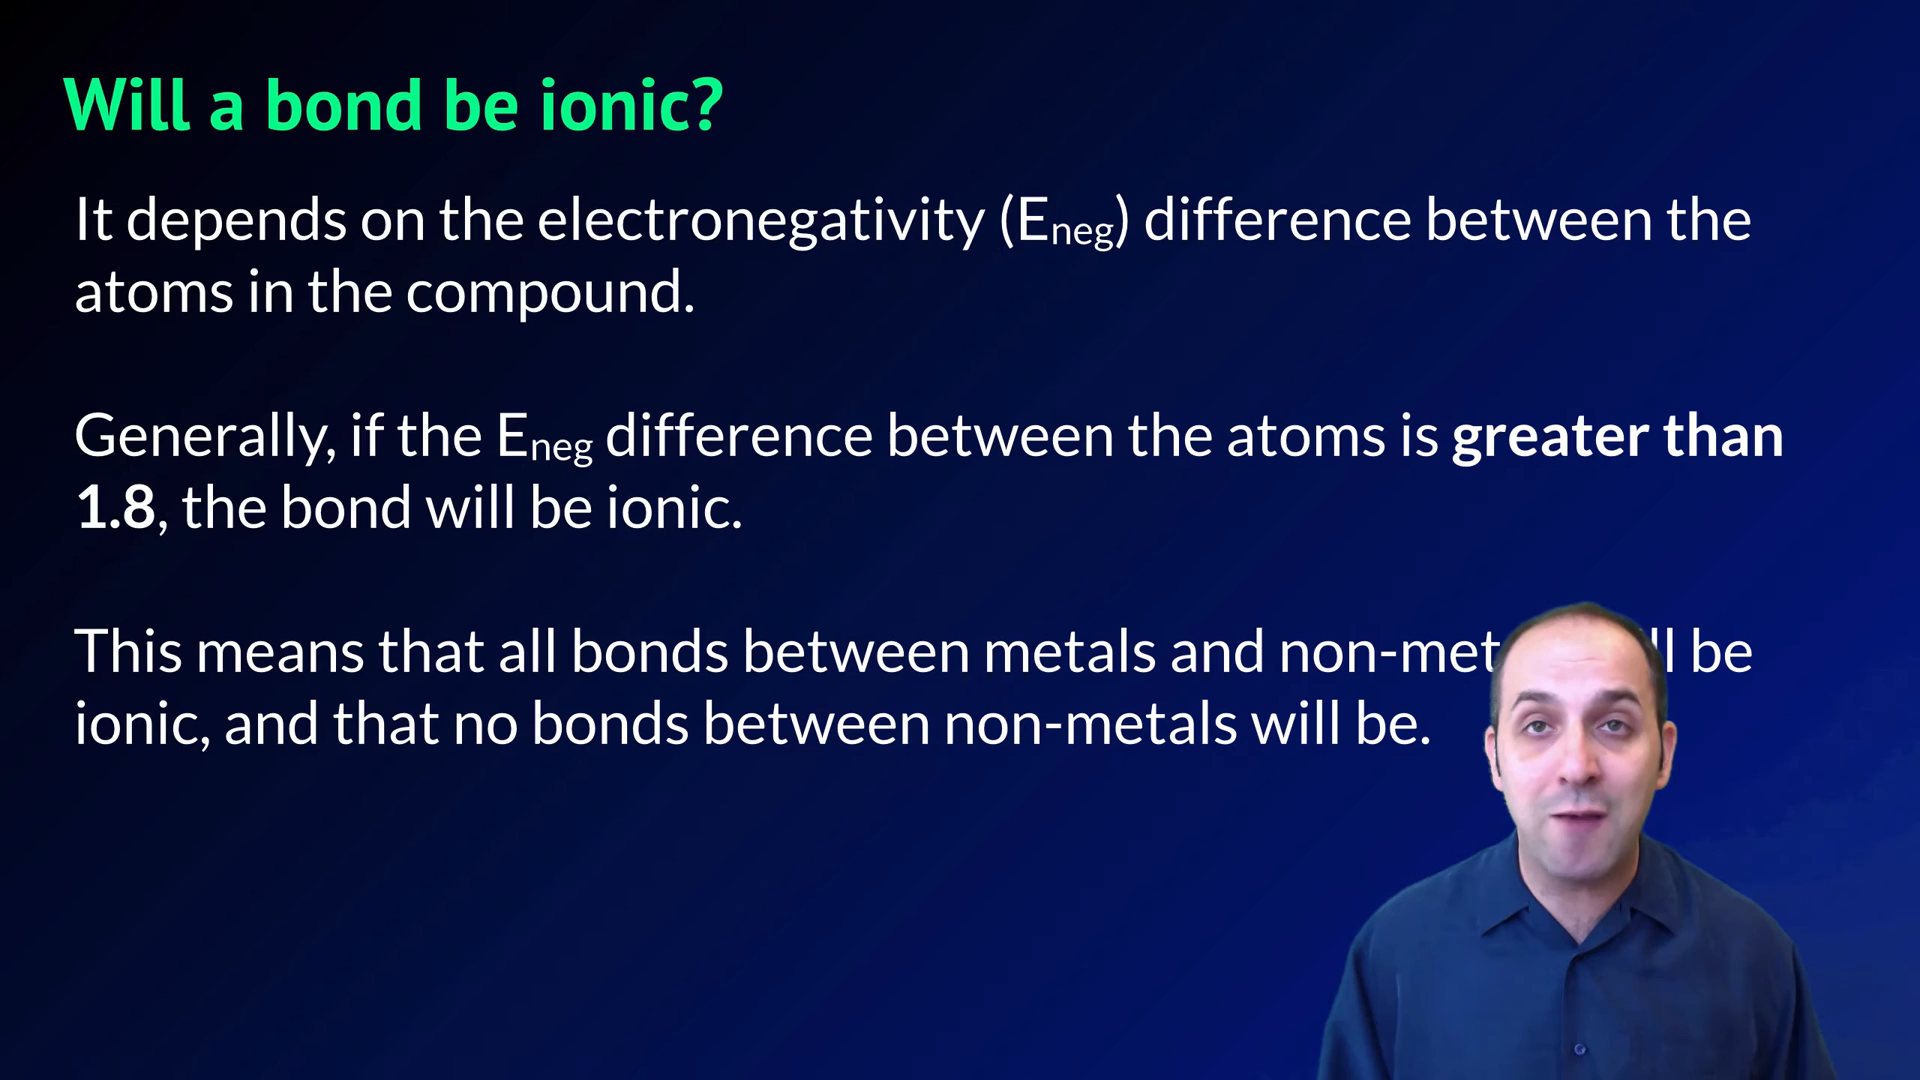 Will a bond be ionic?
It depends on the electronegativity (Eneg) difference between the
atoms in the compound.
Generally, if the Eneg difference between the atoms is greater than
1.8, the bond will be ionic.
This means that all bonds between metals and be
ionic, and that no bonds between non-metals will be.